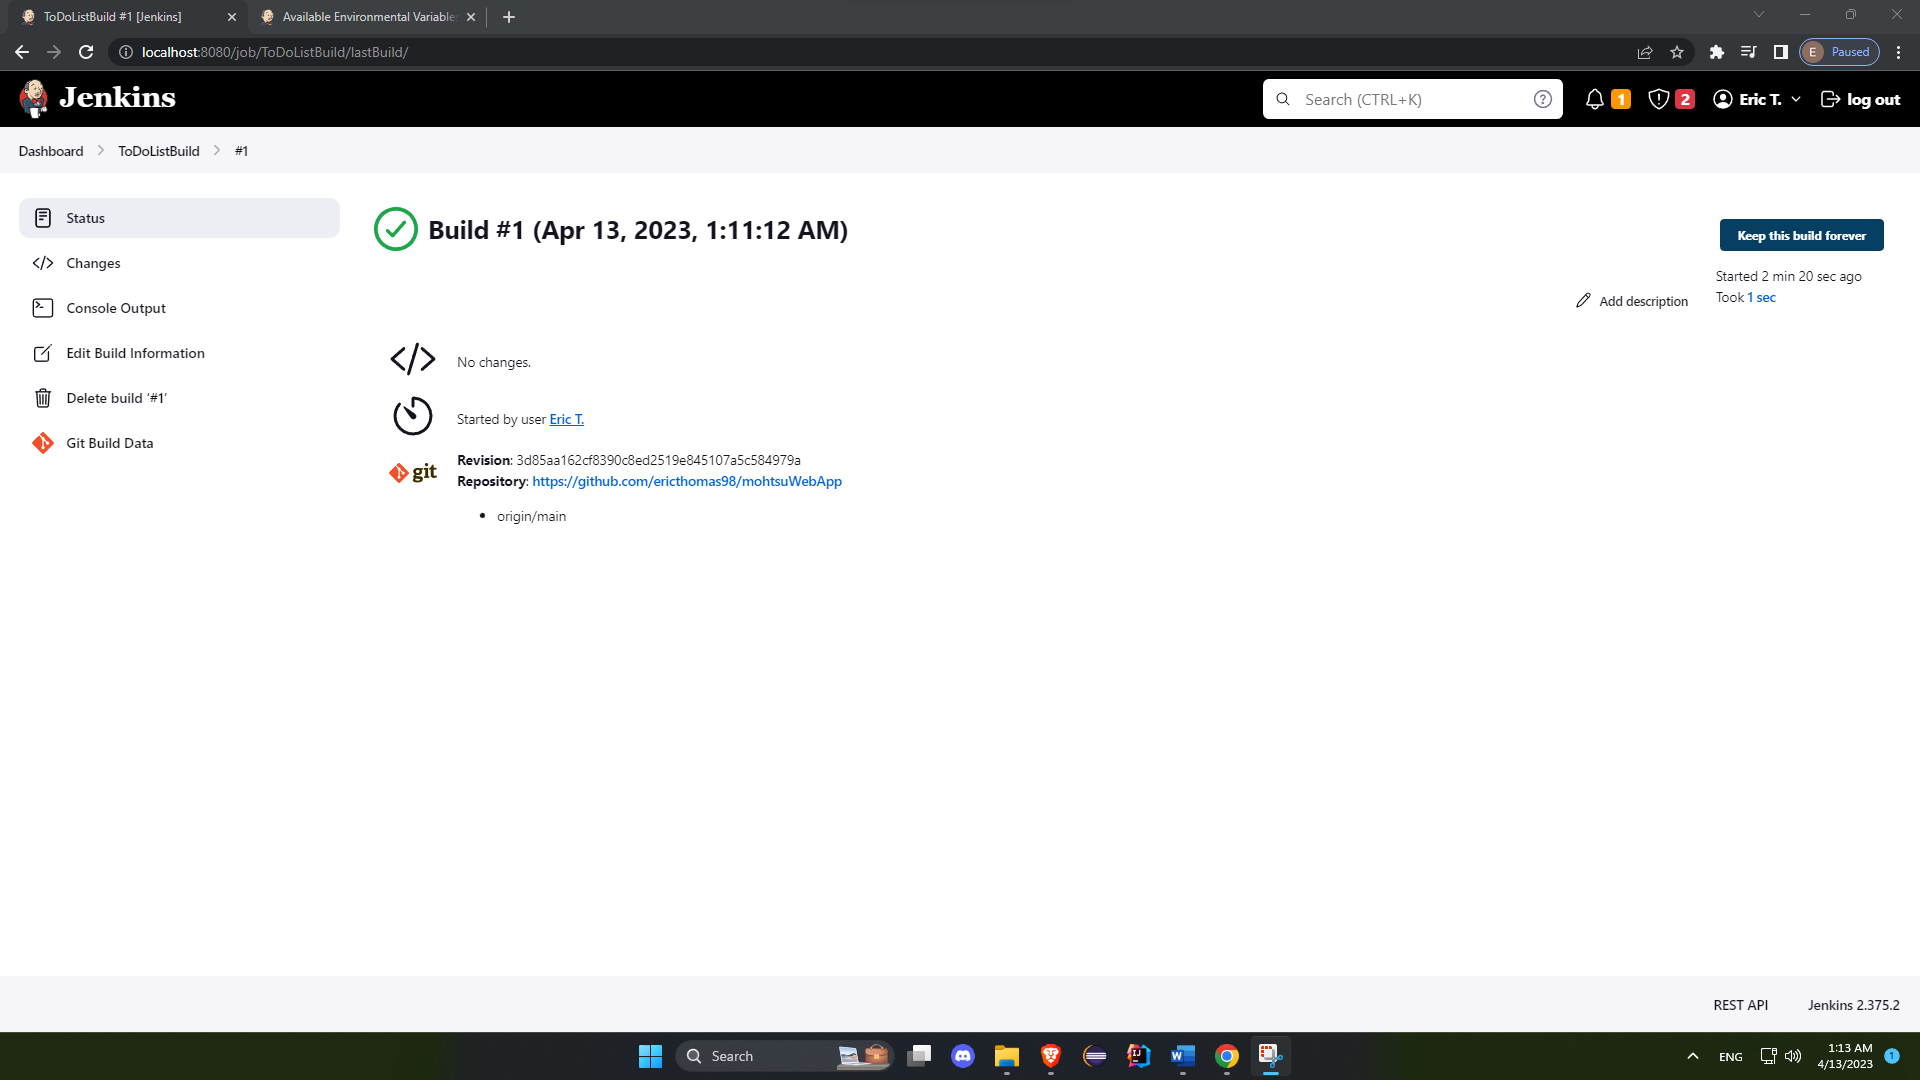 ToDoListBuild #1 [Jenkins]
Available Environmental Variable
localhost:8080/job/ToDoListBuild/lastBuild/
E Paused
Jenkins
Search (CTRL+K)
1
2
Eric T.
log out
Dashboard
ToDoListBuild
#1
Status
Changes
Console Output
Edit Build Information
Delete build ‘#1’
Git Build Data
Build #1 (Apr 13, 2023, 1:11:12 AM)
Keep this build forever
Started 2 min 20 sec ago
Took 1 sec
Add description
No changes.
Started by user Eric T.
git
Revision: 3d85aa162cf8390c8ed2519e845107a5c584979a
Repository: https://github.com/ericthomas98/mohtsuWebApp
origin/main
REST API
Jenkins 2.375.2
Search
ENG
1:13 AM
4/13/2023
1